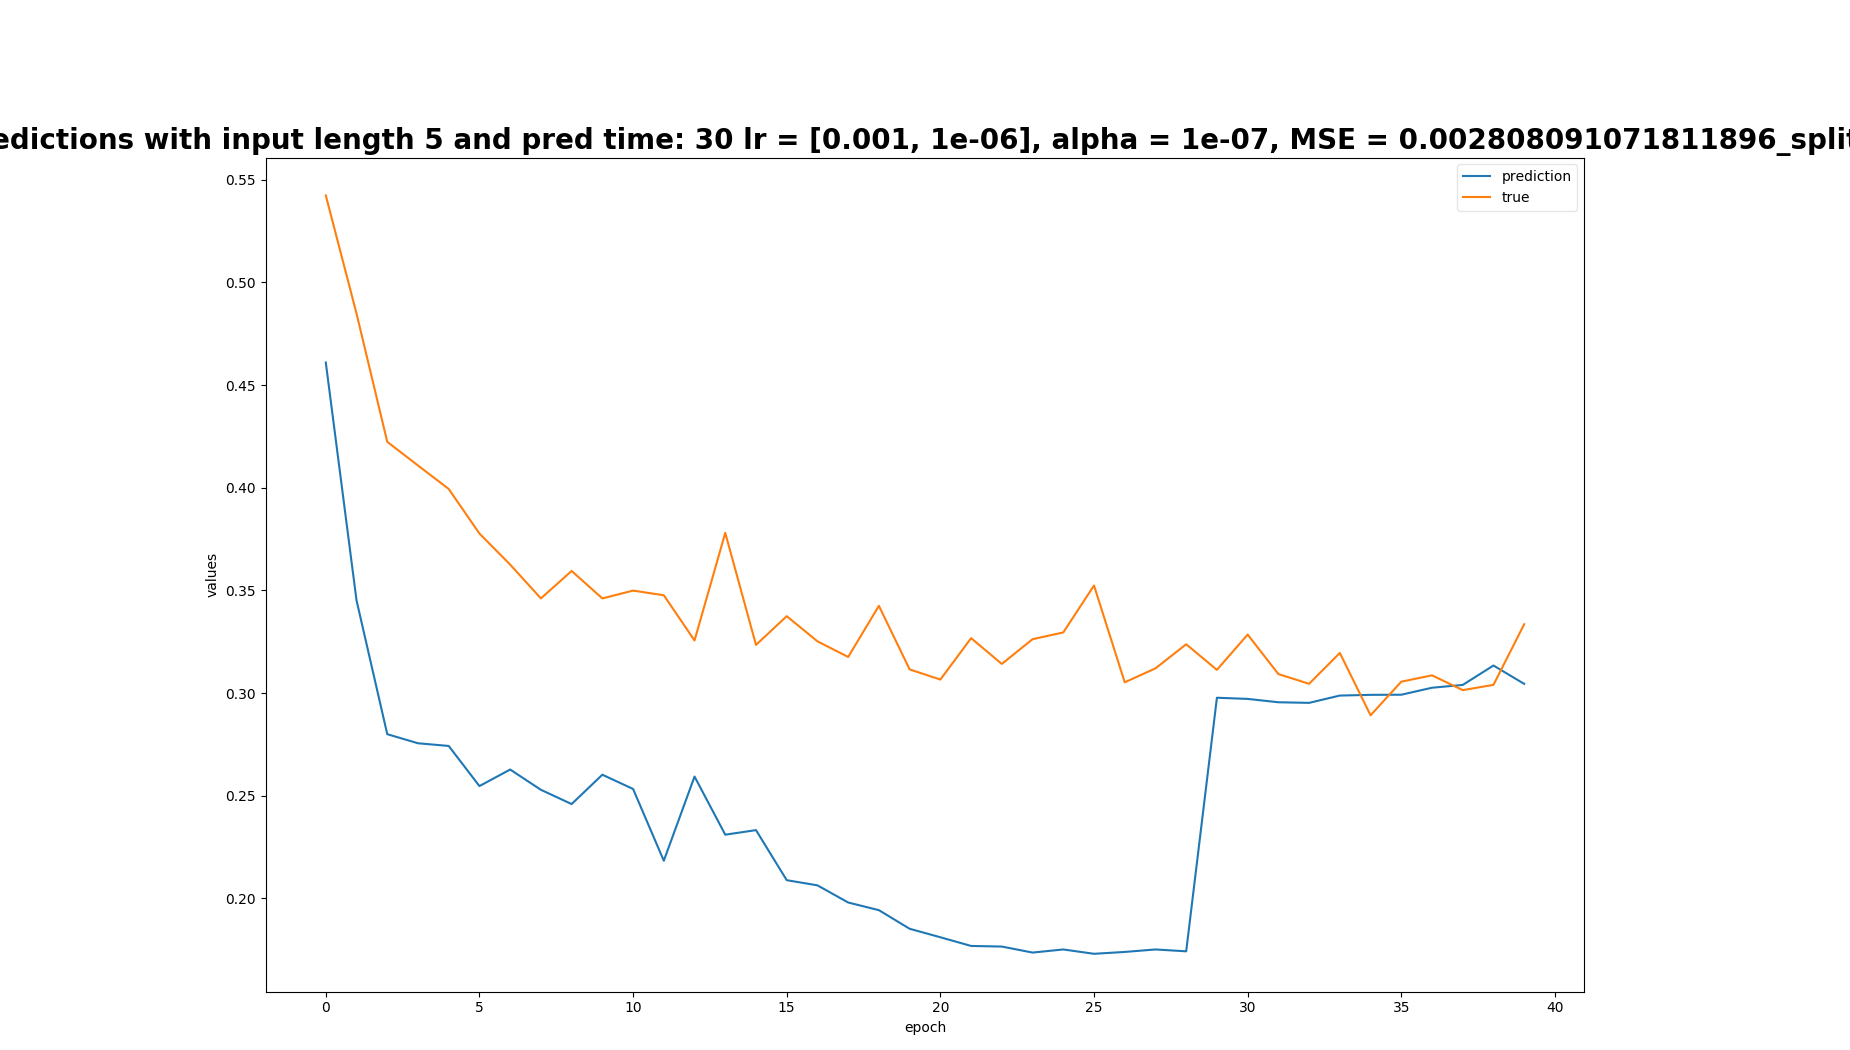 edictions with input length 5 and pred time: 30 lr = [0.001, 1e-06], alpha = 1e-07, MSE = 0.002808091071811896_split
prediction
true
0.55
0.50
0.45
0.40
0.35
0.30
0.25
0.20
values
0 5 10 15 20 25 30 35 40
epoch